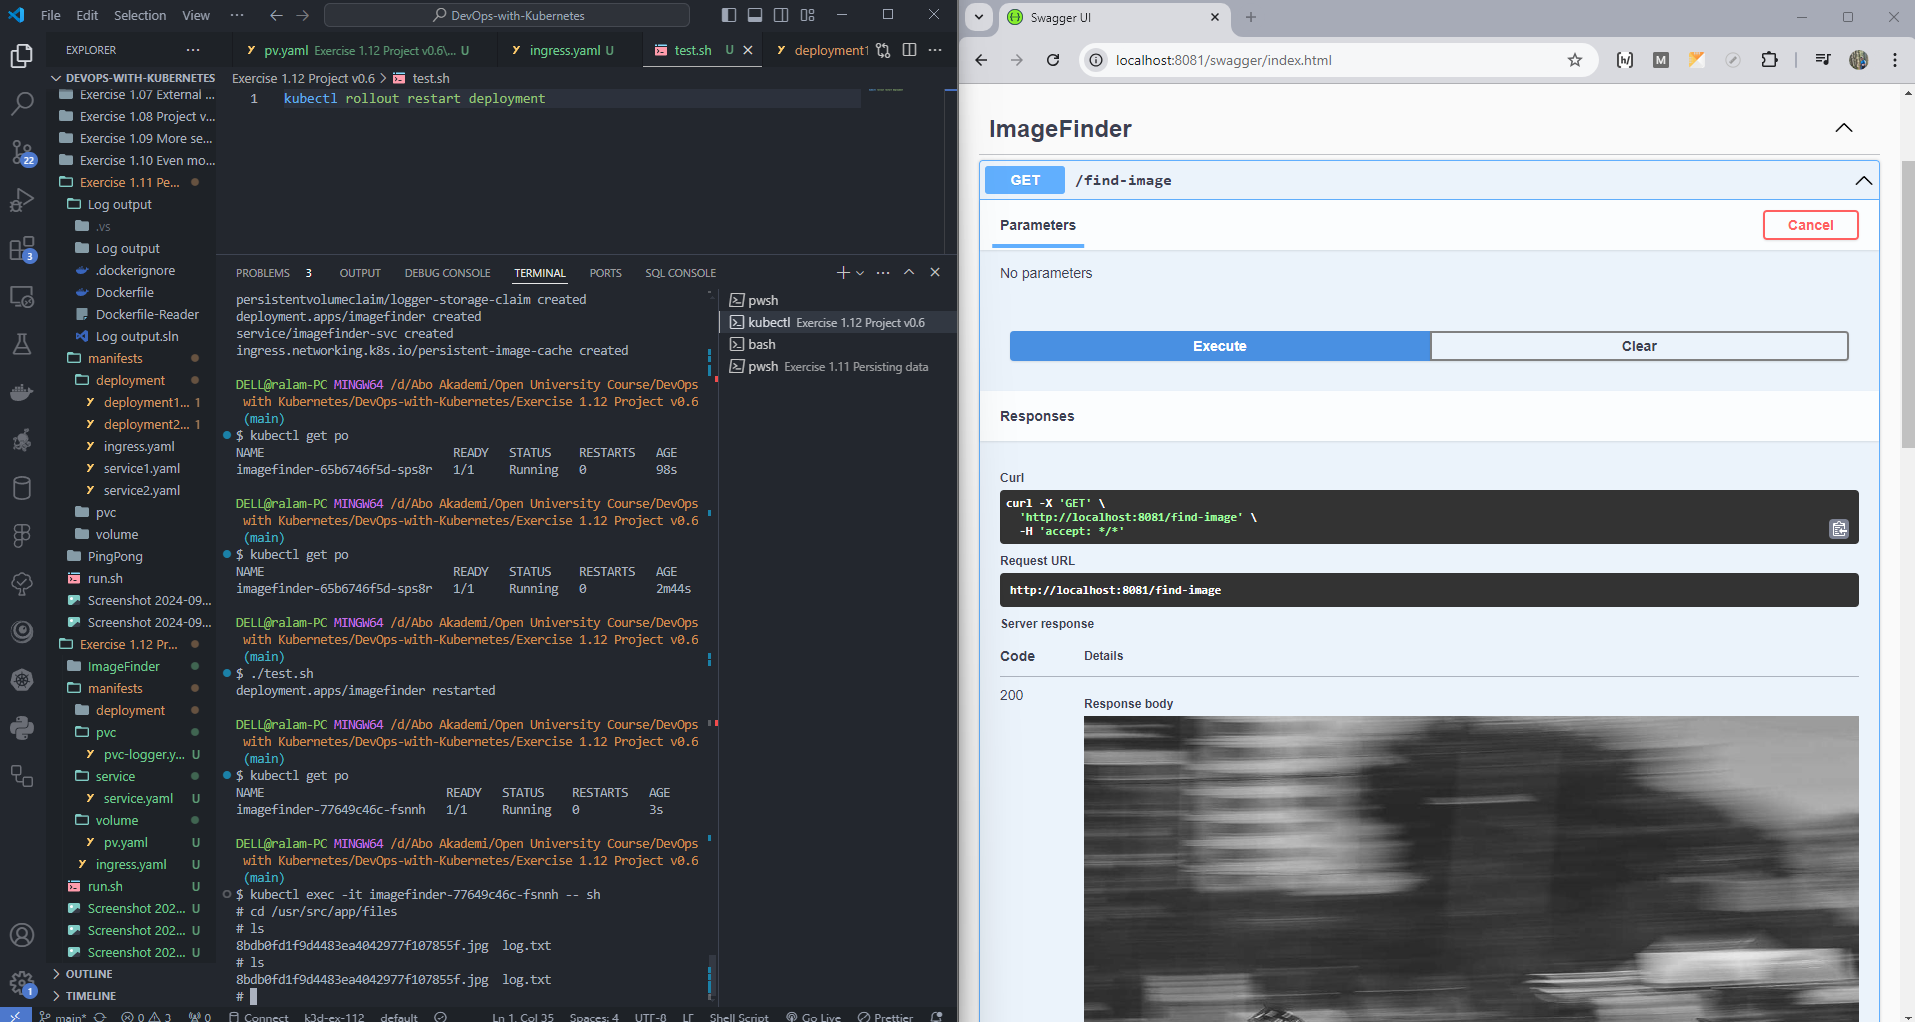 File Edit Selection View ··· DevOps-with-Kubernetes
EXPLORER ···
DEVOPS-WITH-KUBERNETES
Exercise 1.07 External ...
Exercise 1.08 Project v...
Exercise 1.09 More se...
Exercise 1.10 Even mo...
Exercise 1.11 Pe...
Log output
.vs
Log output
.dockerignore
Dockerfile
Dockerfile-Reader
Log output.sln
manifests
deployment
deployment1... 1
deployment2... 1
ingress.yaml
service1.yaml
service2.yaml
pvc
volume
PingPong
run.sh
Screenshot 2024-09...
Screenshot 2024-09...
Exercise 1.12 Pr...
ImageFinder
manifests
deployment
pvc
pvc-logger.y... U
service
service.yaml U
volume
pv.yaml U
ingress.yaml U
run.sh U
Screenshot 202... U
Screenshot 202... U
Screenshot 202... U
OUTLINE
TIMELINE
22
3
1
pv.yaml Exercise 1.12 Project v0.6\... U
ingress.yaml U
test.sh U
deployment1
Exercise 1.12 Project v0.6 > test.sh
1 kubectl rollout restart deployment
PROBLEMS 3 OUTPUT DEBUG CONSOLE TERMINAL PORTS SQL CONSOLE
persistentvolumeclaim/logger-storage-claim created
deployment.apps/imagefinder created
service/imagefinder-svc created
ingress.networking.k8s.io/persistent-image-cache created
DELL@ralam-PC MINGW64 /d/Abo Akademi/Open University Course/DevOps
with Kubernetes/DevOps-with-Kubernetes/Exercise 1.12 Project v0.6
(main)
$ kubectl get po
NAME READY STATUS RESTARTS AGE
imagefinder-65b6746f5d-sps8r 1/1 Running 0 98s
DELL@ralam-PC MINGW64 /d/Abo Akademi/Open University Course/DevOps
with Kubernetes/DevOps-with-Kubernetes/Exercise 1.12 Project v0.6
(main)
$ kubectl get po
NAME READY STATUS RESTARTS AGE
imagefinder-65b6746f5d-sps8r 1/1 Running 0 2m44s
DELL@ralam-PC MINGW64 /d/Abo Akademi/Open University Course/DevOps
with Kubernetes/DevOps-with-Kubernetes/Exercise 1.12 Project v0.6
(main)
$ ./test.sh
deployment.apps/imagefinder restarted
DELL@ralam-PC MINGW64 /d/Abo Akademi/Open University Course/DevOps
with Kubernetes/DevOps-with-Kubernetes/Exercise 1.12 Project v0.6
(main)
$ kubectl get po
NAME READY STATUS RESTARTS AGE
imagefinder-77649c46c-fsnnh 1/1 Running 0 3s
DELL@ralam-PC MINGW64 /d/Abo Akademi/Open University Course/DevOps
with Kubernetes/DevOps-with-Kubernetes/Exercise 1.12 Project v0.6
(main)
$ kubectl exec -it imagefinder-77649c46c-fsnnh -- sh
# cd /usr/src/app/files
# ls
8bdb0fd1f9d4483ea4042977f107855f.jpg log.txt
# ls
8bdb0fd1f9d4483ea4042977f107855f.jpg log.txt
#
pwsh
kubectl Exercise 1.12 Project v0.6
bash
pwsh Exercise 1.11 Persisting data
main* 0 3 0 Connect k3d-ex-112 default Ln 1, Col 35 Spaces: 4 UTF-8 LF Shell Script Go Live Prettier
Swagger UI
localhost:8081/swagger/index.html
ImageFinder
GET /find-image
Parameters
Cancel
No parameters
Execute
Clear
Responses
Curl
curl -X 'GET' \
'http://localhost:8081/find-image' \
-H 'accept: */*'
Request URL
http://localhost:8081/find-image
Server response
Code Details
200
Response body